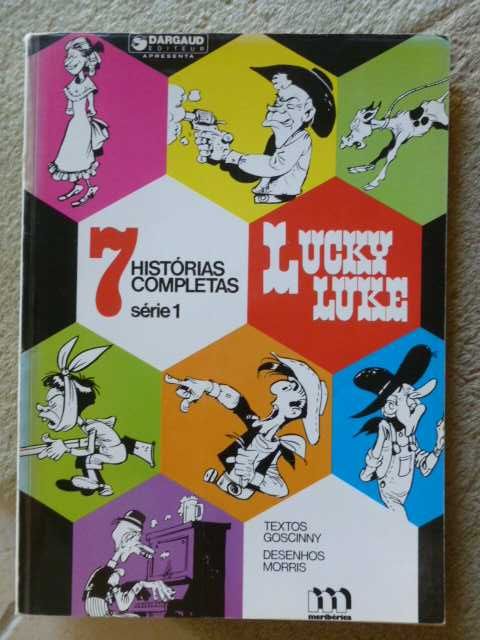 DARGAUD
EDITEUR
APRESENTA
7 HISTÓRIAS
COMPLETAS
série 1
LUCKY
LUKE
TEXTOS
GOSCINNY
DESENHOS
MORRIS
m
meribérica